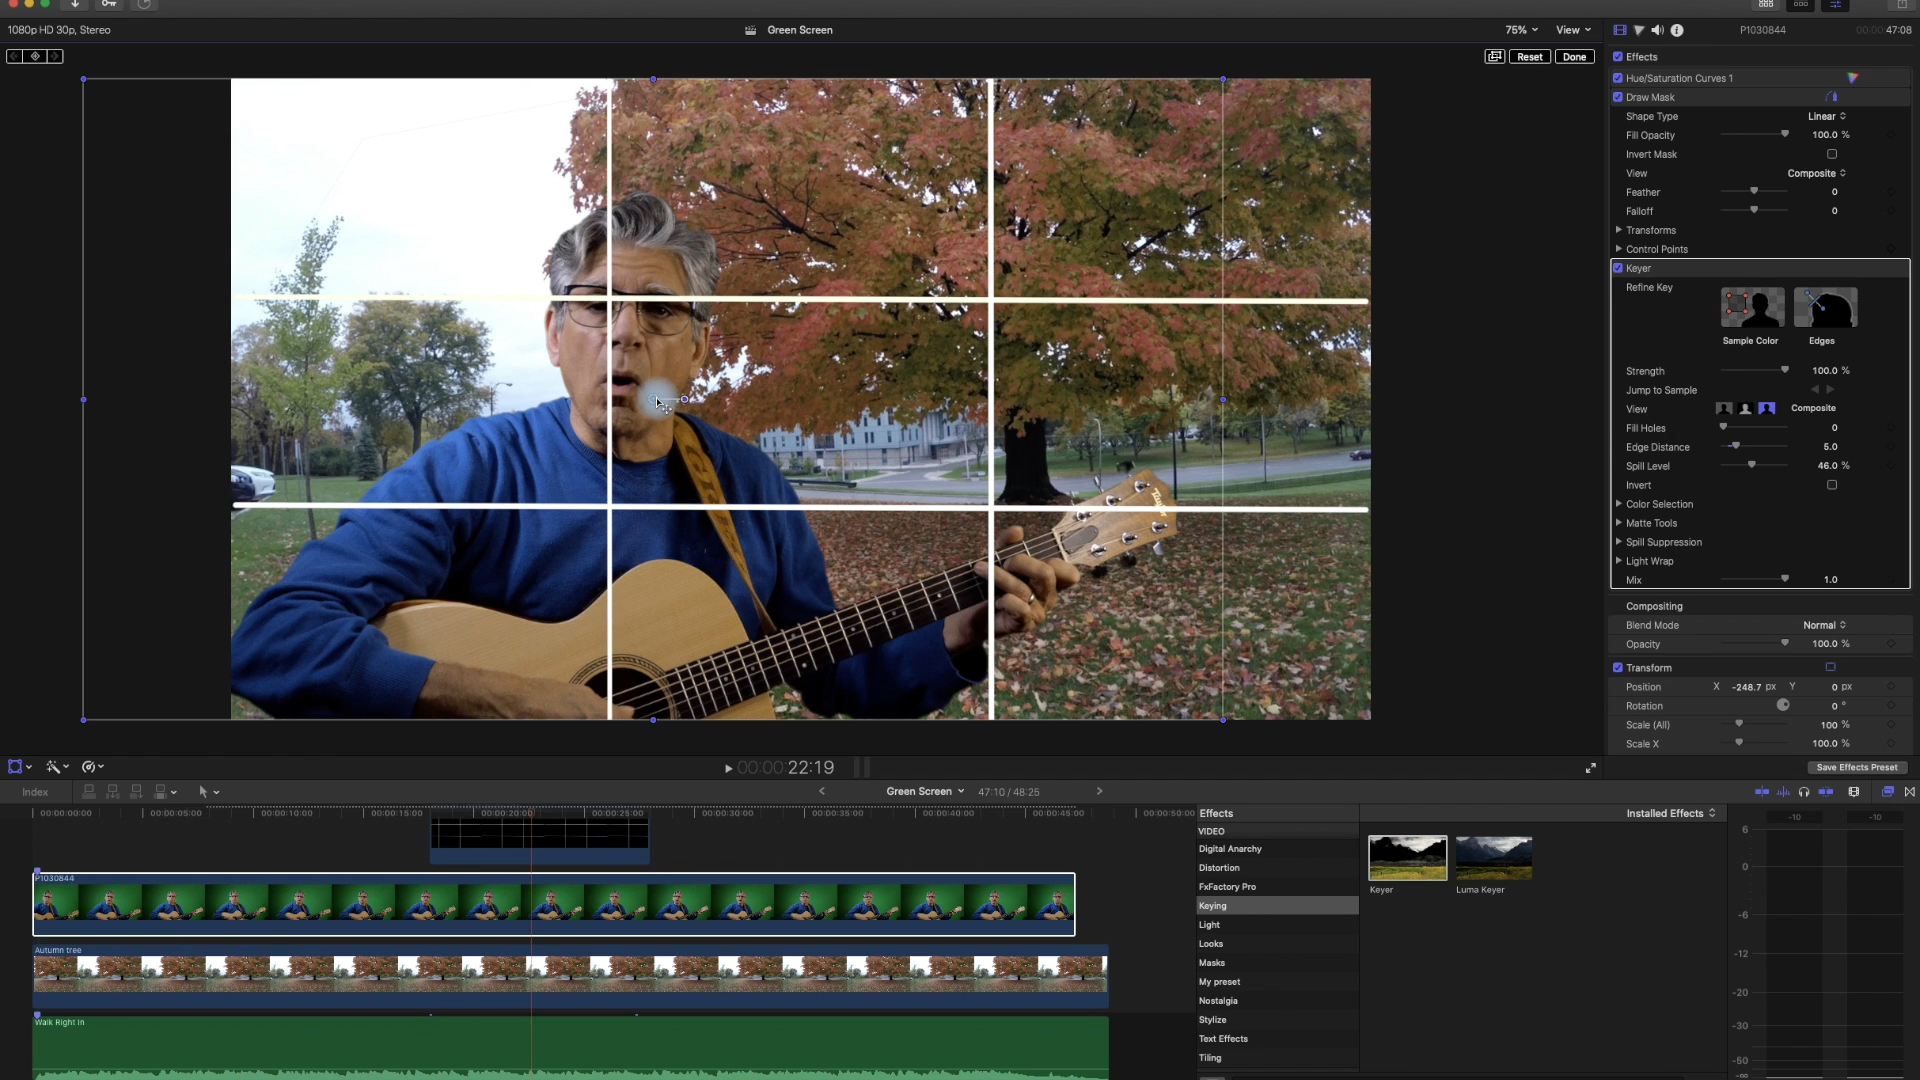 1080p HD 30p, Stereo
Green Screen
75%
View
P1030844
00:00:47:08
Reset
Done
Effects
Hue/Saturation Curves 1
Draw Mask
Shape Type
Linear
Fill Opacity
100.0 %
Invert Mask
View
Composite
Feather
0
Falloff
0
Transforms
Control Points
Keyer
Refine Key
Sample Color
Edges
Strength
100.0 %
Jump to Sample
View
Composite
Fill Holes
0
Edge Distance
5.0
Spill Level
46.0 %
Invert
Color Selection
Matte Tools
Spill Suppression
Light Wrap
Mix
1.0
Compositing
Blend Mode
Normal
Opacity
100.0 %
Transform
Position
X -248.7 px Y 0 px
Rotation
0 °
Scale (All)
100 %
Scale X
100.0 %
Save Effects Preset
00:00:22:19
Index
Green Screen
47:10 / 48:25
00:00:00:00
00:00:05:00
00:00:10:00
00:00:15:00
00:00:20:00
00:00:25:00
00:00:30:00
00:00:35:00
00:00:40:00
00:00:45:00
00:00:50:00
P1030844
Autumn tree
Walk Right In
Effects
Installed Effects
VIDEO
Digital Anarchy
Distortion
FxFactory Pro
Keying
Light
Looks
Masks
My preset
Nostalgia
Stylize
Text Effects
Tiling
Keyer
Luma Keyer
-10
-10
6
0
-6
-12
-20
-30
-50